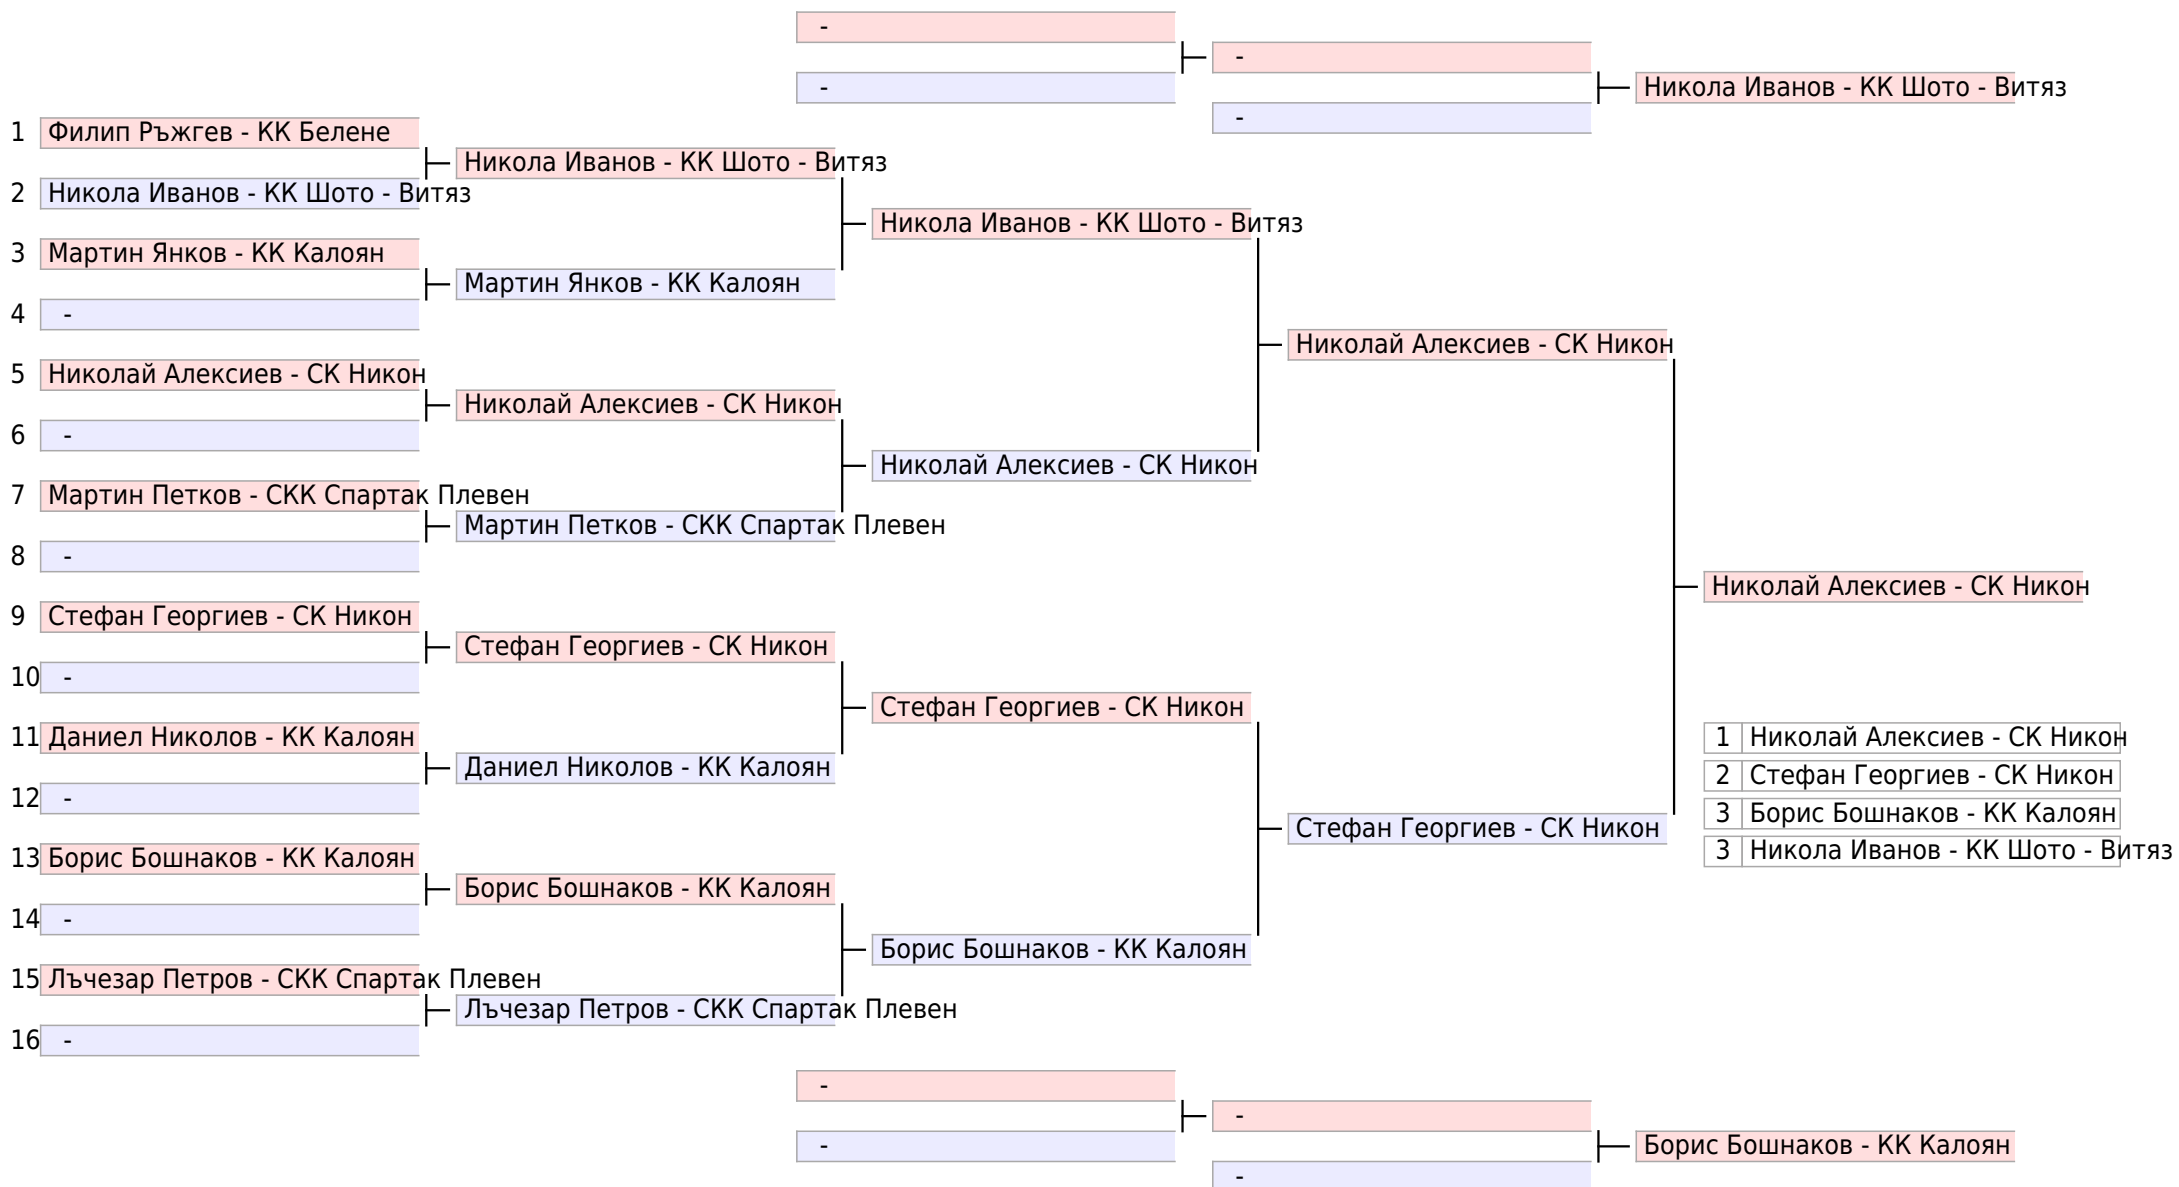 -
-
-
-
Никола Иванов - КК Шото - Витяз
1 Филип Ръжгев - КК Белене
2 Никола Иванов - КК Шото - Витяз
3 Мартин Янков - КК Калоян
4 -
5 Николай Алексиев - СК Никон
6 -
7 Мартин Петков - СКК Спартак Плевен
8 -
9 Стефан Георгиев - СК Никон
10 -
11 Даниел Николов - КК Калоян
12 -
13 Борис Бошнаков - КК Калоян
14 -
15 Лъчезар Петров - СКК Спартак Плевен
16 -
Никола Иванов - КК Шото - Витяз
Мартин Янков - КК Калоян
Николай Алексиев - СК Никон
Мартин Петков - СКК Спартак Плевен
Стефан Георгиев - СК Никон
Даниел Николов - КК Калоян
Борис Бошнаков - КК Калоян
Лъчезар Петров - СКК Спартак Плевен
Никола Иванов - КК Шото - Витяз
Николай Алексиев - СК Никон
Стефан Георгиев - СК Никон
Борис Бошнаков - КК Калоян
Николай Алексиев - СК Никон
Стефан Георгиев - СК Никон
Николай Алексиев - СК Никон
1 Николай Алексиев - СК Никон
2 Стефан Георгиев - СК Никон
3 Борис Бошнаков - КК Калоян
3 Никола Иванов - КК Шото - Витяз
-
-
-
-
Борис Бошнаков - КК Калоян